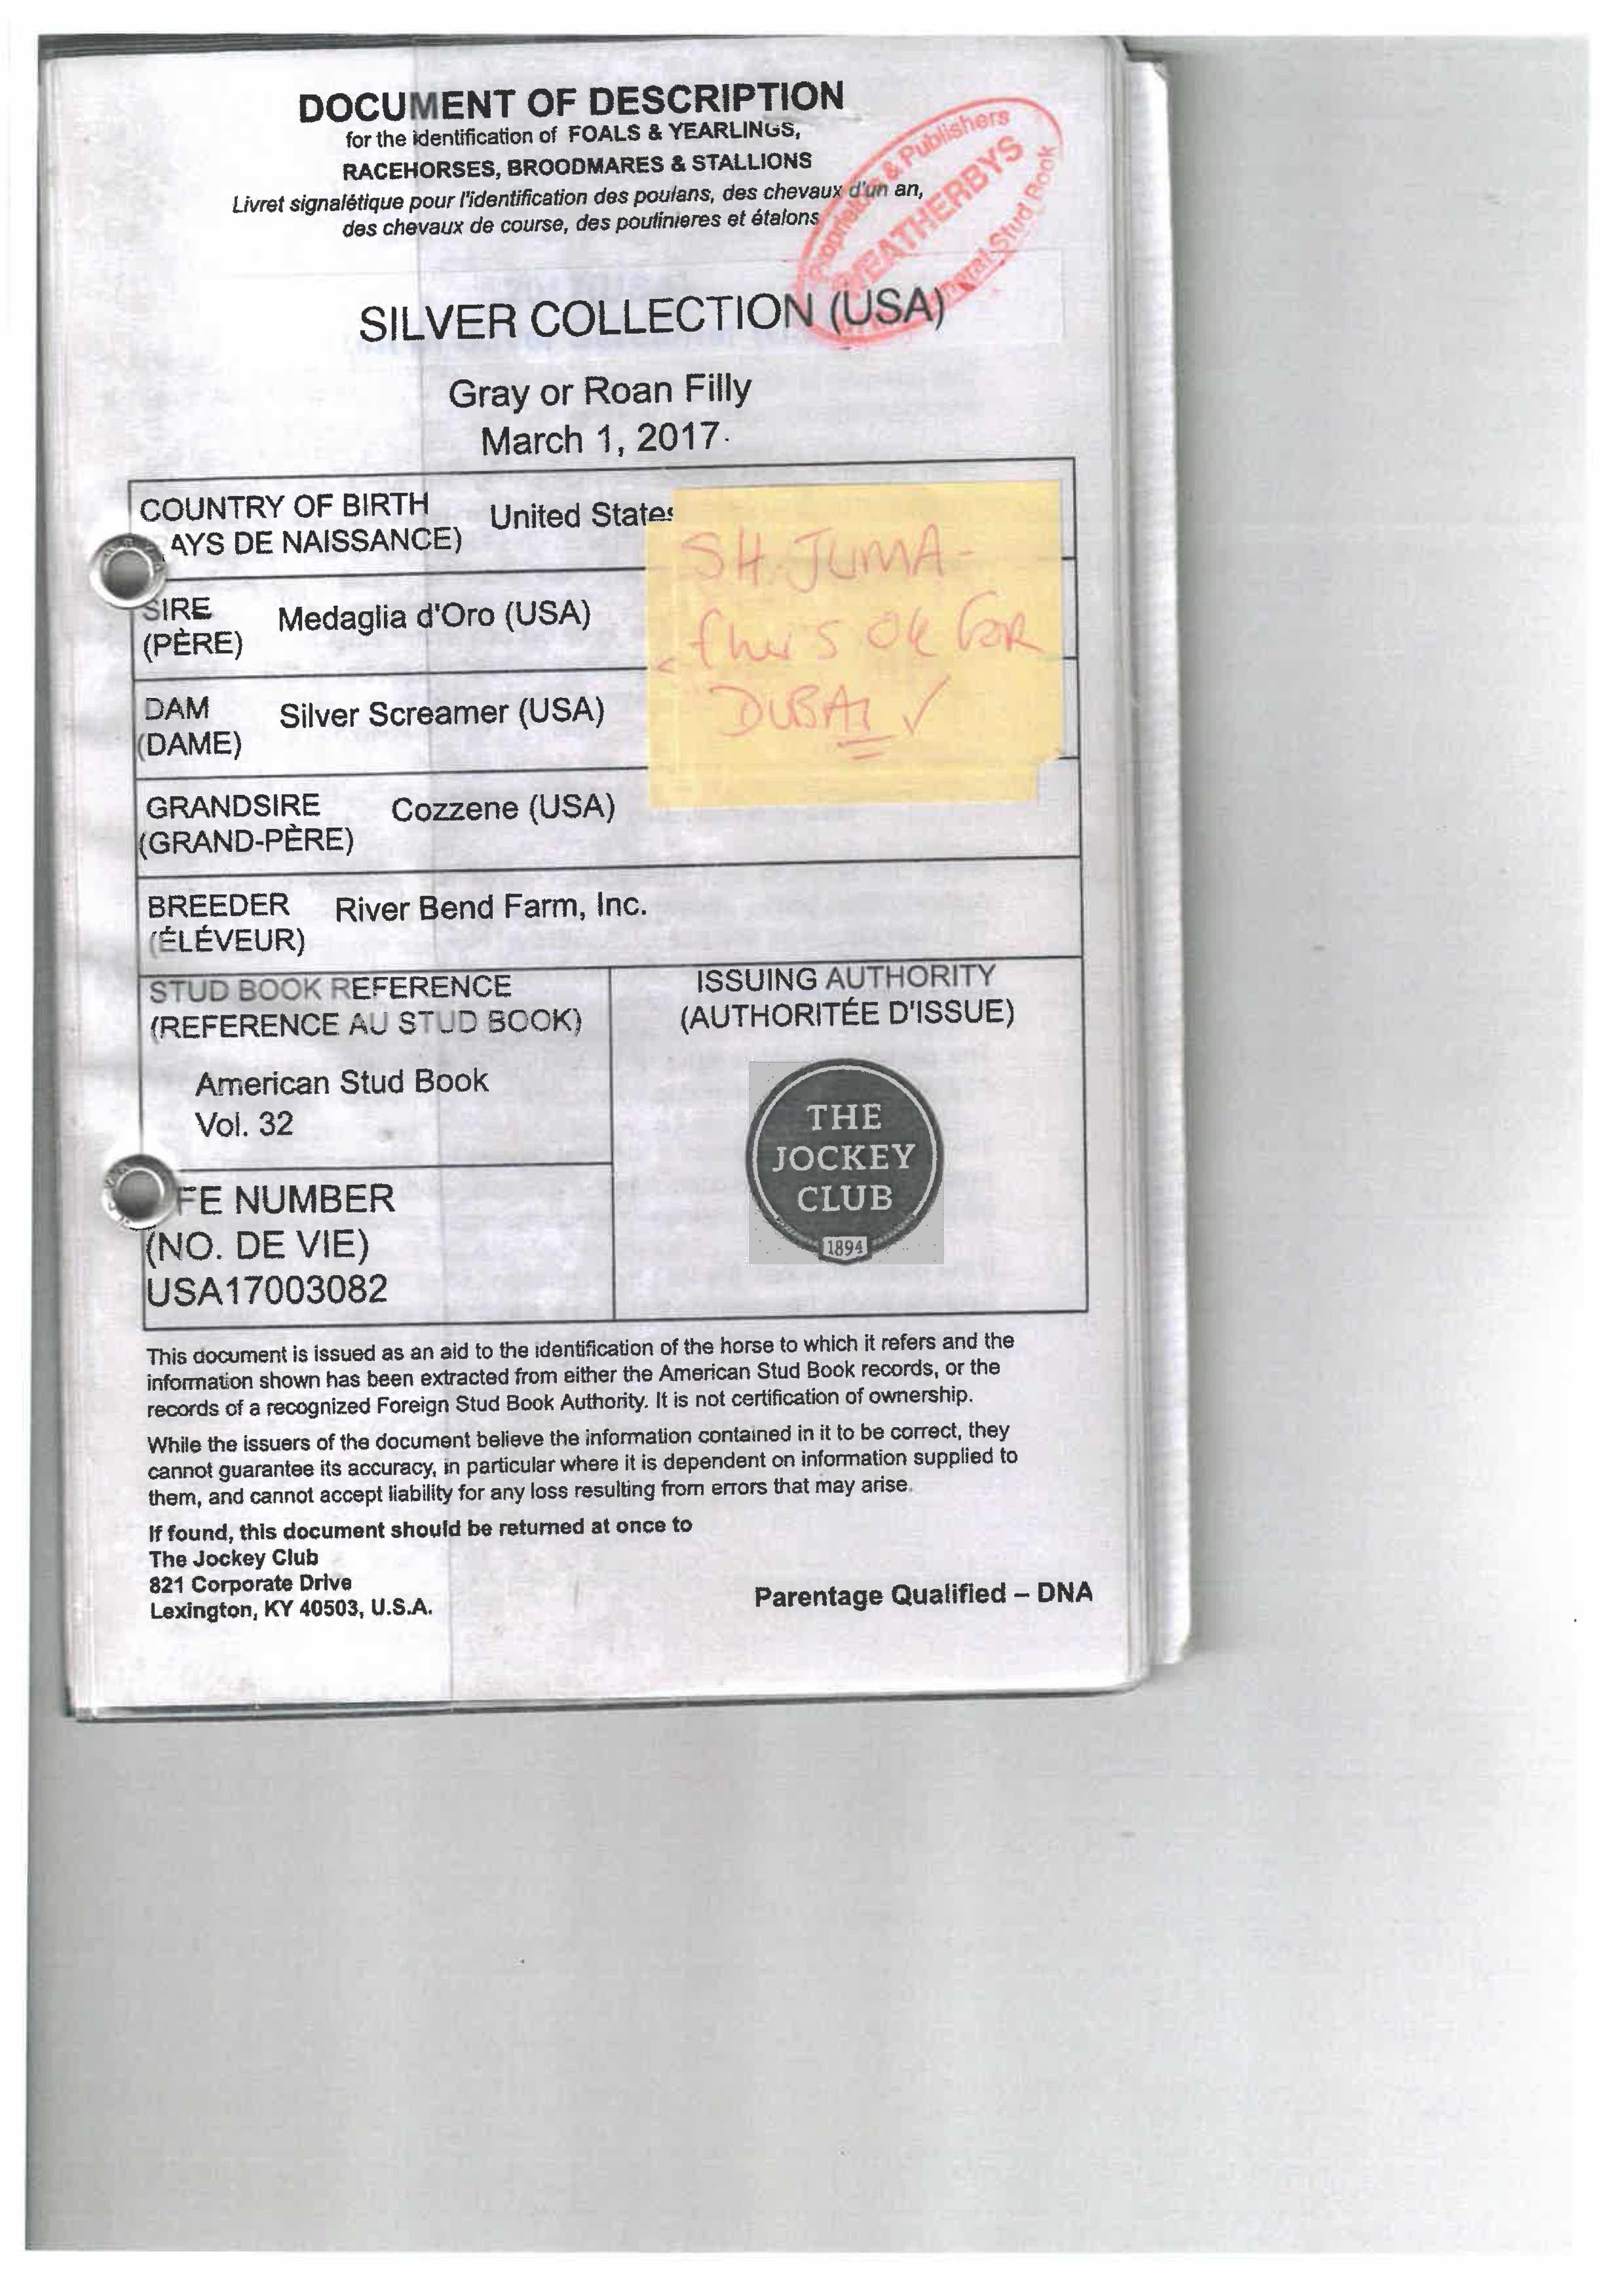 DOCUMENT OF DESCRIPTION
for the identification of FOALS & YEARLINGS,
RACEHORSES, BROODMARES & STALLIONS
Livret signalétique pour l'identification des poulans, des chevaux d'un an,
des chevaux de course, des poulinieres et étalons
Proprietors & Publishers
WEATHERBYS
General Stud Book
SILVER COLLECTION (USA)
Gray or Roan Filly
March 1, 2017
COUNTRY OF BIRTH
AYS DE NAISSANCE)
United States
SH. JUMA-
flu's ok FOR
DUBAI ✓
SIRE
(PÈRE)
Medaglia d'Oro (USA)
DAM
(DAME)
Silver Screamer (USA)
GRANDSIRE
(GRAND-PÈRE)
Cozzene (USA)
BREEDER
(ÉLÉVEUR)
River Bend Farm, Inc.
STUD BOOK REFERENCE
(REFERENCE AU STUD BOOK)
American Stud Book
Vol. 32
ISSUING AUTHORITY
(AUTHORITÉE D'ISSUE)
THE
JOCKEY
CLUB
1894
FE NUMBER
(NO. DE VIE)
USA17003082
This document is issued as an aid to the identification of the horse to which it refers and the
information shown has been extracted from either the American Stud Book records, or the
records of a recognized Foreign Stud Book Authority. It is not certification of ownership.
While the issuers of the document believe the information contained in it to be correct, they
cannot guarantee its accuracy, in particular where it is dependent on information supplied to
them, and cannot accept liability for any loss resulting from errors that may arise.
If found, this document should be returned at once to
The Jockey Club
821 Corporate Drive
Lexington, KY 40503, U.S.A.
Parentage Qualified – DNA